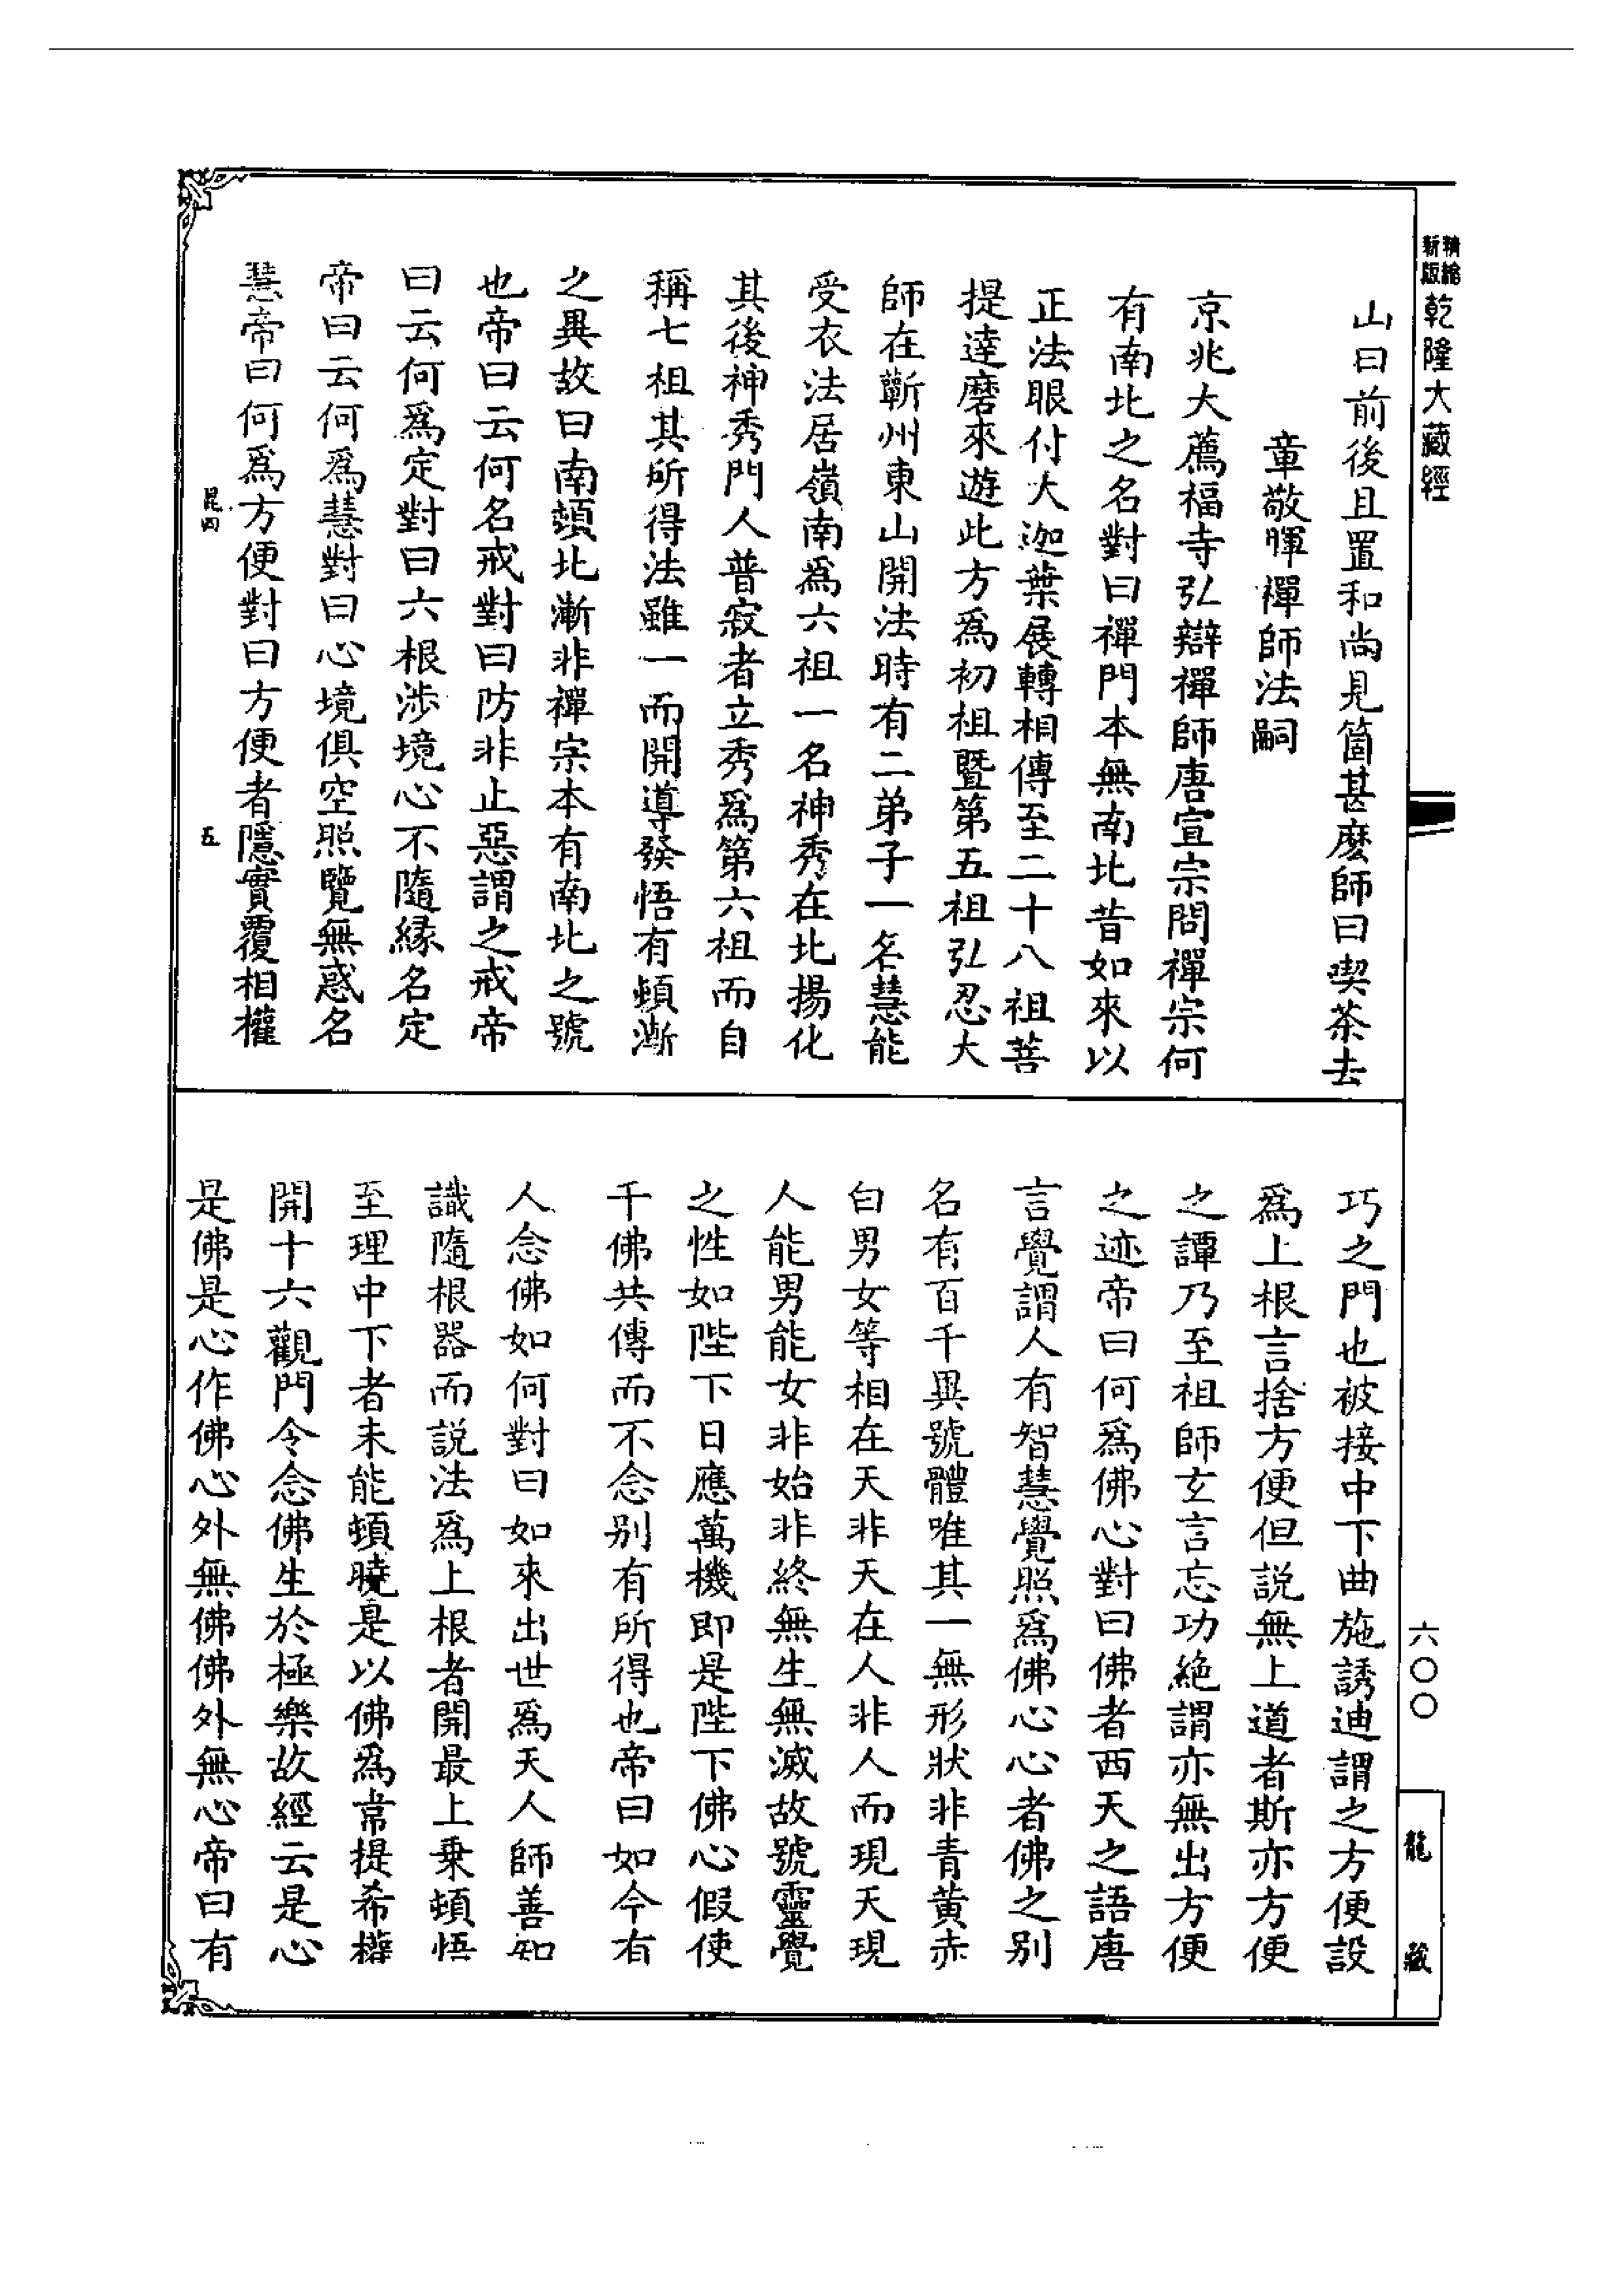 精繪
新版
乾隆大藏經
山曰前後且置和尚見箇甚麼師曰喫茶去
章敬暉禪師法嗣
京兆大薦福寺弘辯禪師唐宣宗問禪宗何
有南北之名對曰禪門本無南北昔如來以
正法眼付大迦葉展轉相傳至二十八祖菩
提達磨來遊此方為初祖暨第五祖弘忍大
師在蘄州東山開法時有二弟子一名慧能
受衣法居嶺南為六祖一名神秀在北揚化
其後神秀門人普寂者立秀為第六祖而自
稱七祖其所得法雖一而開導發悟有頓漸
之異故曰南頓北漸非禪宗本有南北之號
也帝曰云何名戒對曰防非止惡謂之戒帝
曰云何為定對曰六根涉境心不隨緣名定
帝曰云何為慧對曰心境俱空照覽無惑名
慧帝曰何為方便對曰方便者隱實覆相權
昆四
五
巧之門也被接中下曲施誘迪謂之方便設
為上根言捨方便但說無上道者斯亦方便
之譚乃至祖師玄言忘功絕謂亦無出方便
之迹帝曰何為佛心對曰佛者西天之語唐
言覺謂人有智慧覺照為佛心心者佛之別
名有百千異號體唯其一無形狀非青黃赤
白男女等相在天非天在人非人而現天現
人能男能女非始非終無生無滅故號靈覺
之性如陛下日應萬機即是陛下佛心假使
千佛共傳而不念別有所得也帝曰如今有
人念佛如何對曰如來出世為天人師善知
識隨根器而說法為上根者開最上乘頓悟
至理中下者未能頓曉是以佛為韋提希權
開十六觀門令念佛生於極樂故經云是心
是佛是心作佛心外無佛佛外無心帝曰有
六〇〇
龍藏